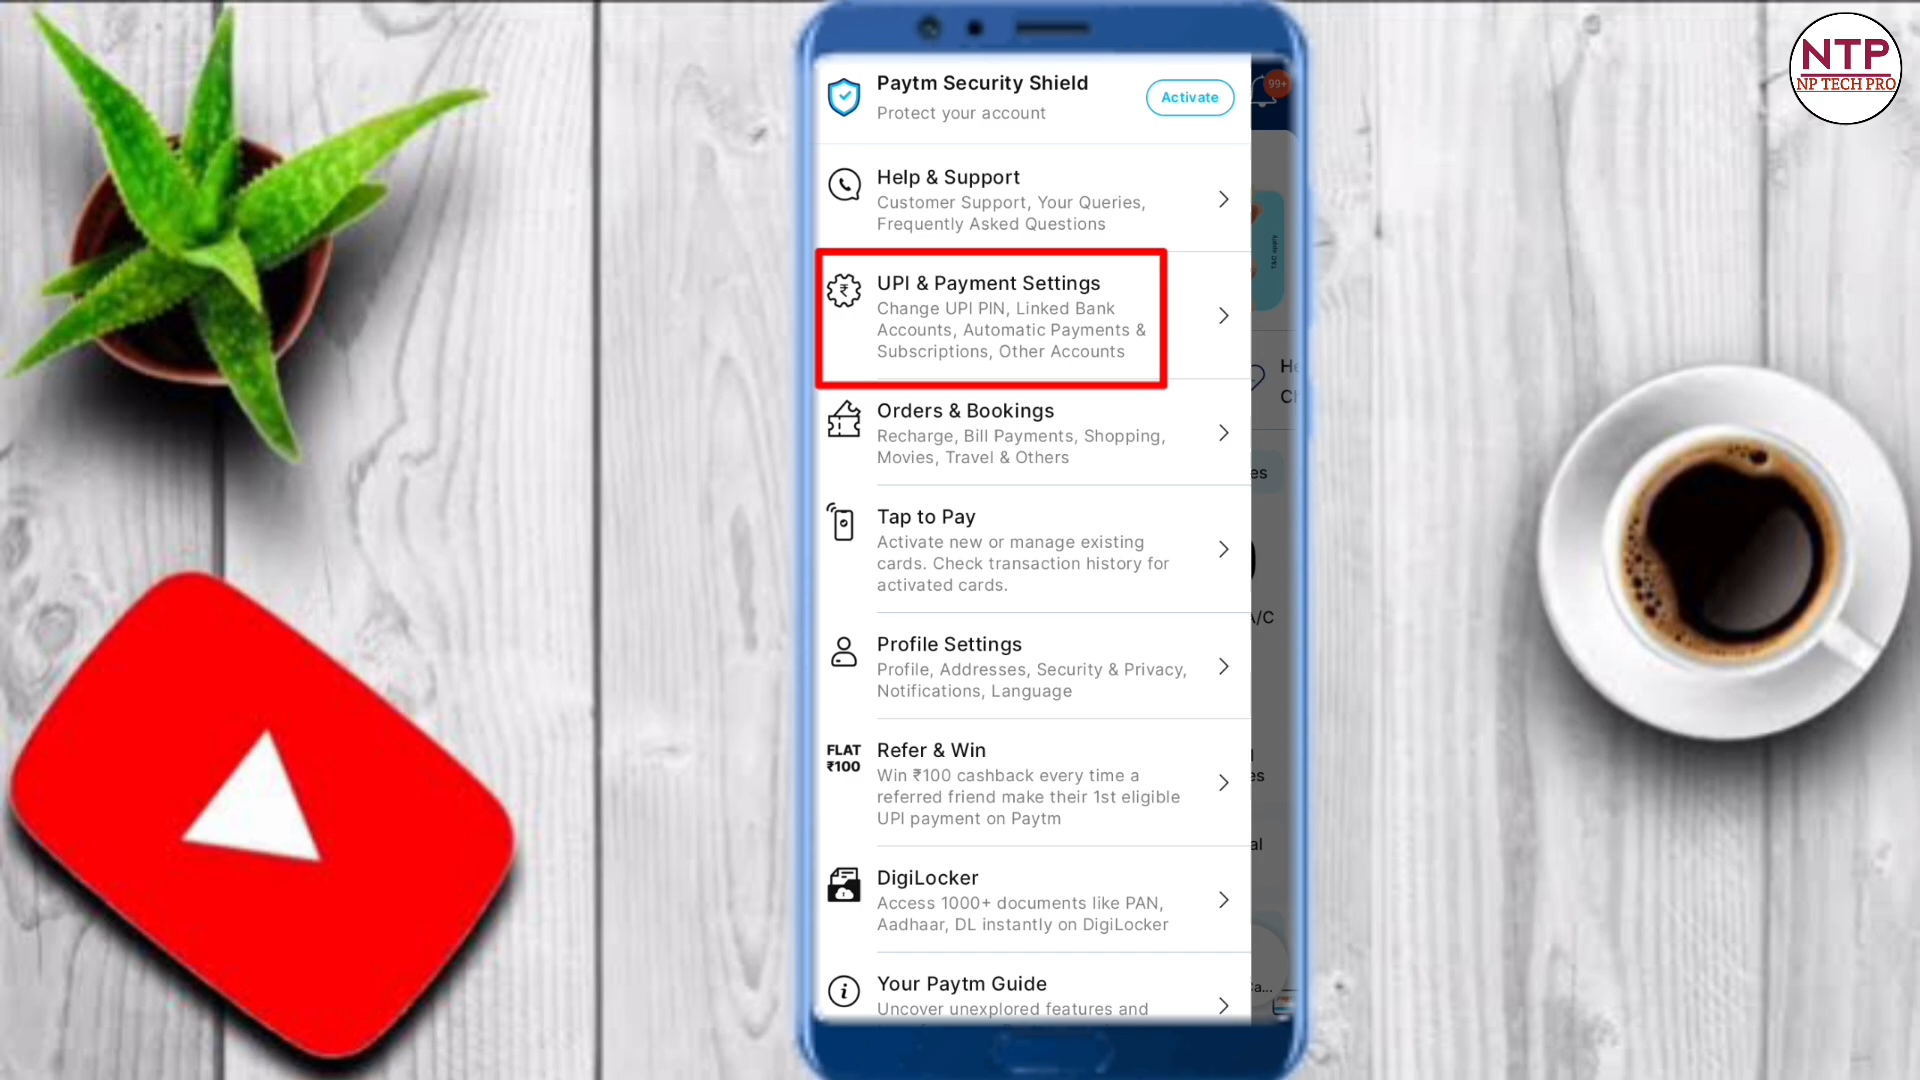 NTP
NP TECH PRO
Paytm Security Shield
Protect your account
Activate
99+
Help & Support
Customer Support, Your Queries,
Frequently Asked Questions
UPI & Payment Settings
Change UPI PIN, Linked Bank
Accounts, Automatic Payments &
Subscriptions, Other Accounts
Orders & Bookings
Recharge, Bill Payments, Shopping,
Movies, Travel & Others
Tap to Pay
Activate new or manage existing
cards. Check transaction history for
activated cards.
Profile Settings
Profile, Addresses, Security & Privacy,
Notifications, Language
FLAT
₹100
Refer & Win
Win ₹100 cashback every time a
referred friend make their 1st eligible
UPI payment on Paytm
DigiLocker
Access 1000+ documents like PAN,
Aadhaar, DL instantly on DigiLocker
Your Paytm Guide
Uncover unexplored features and
T&C apply
A/C